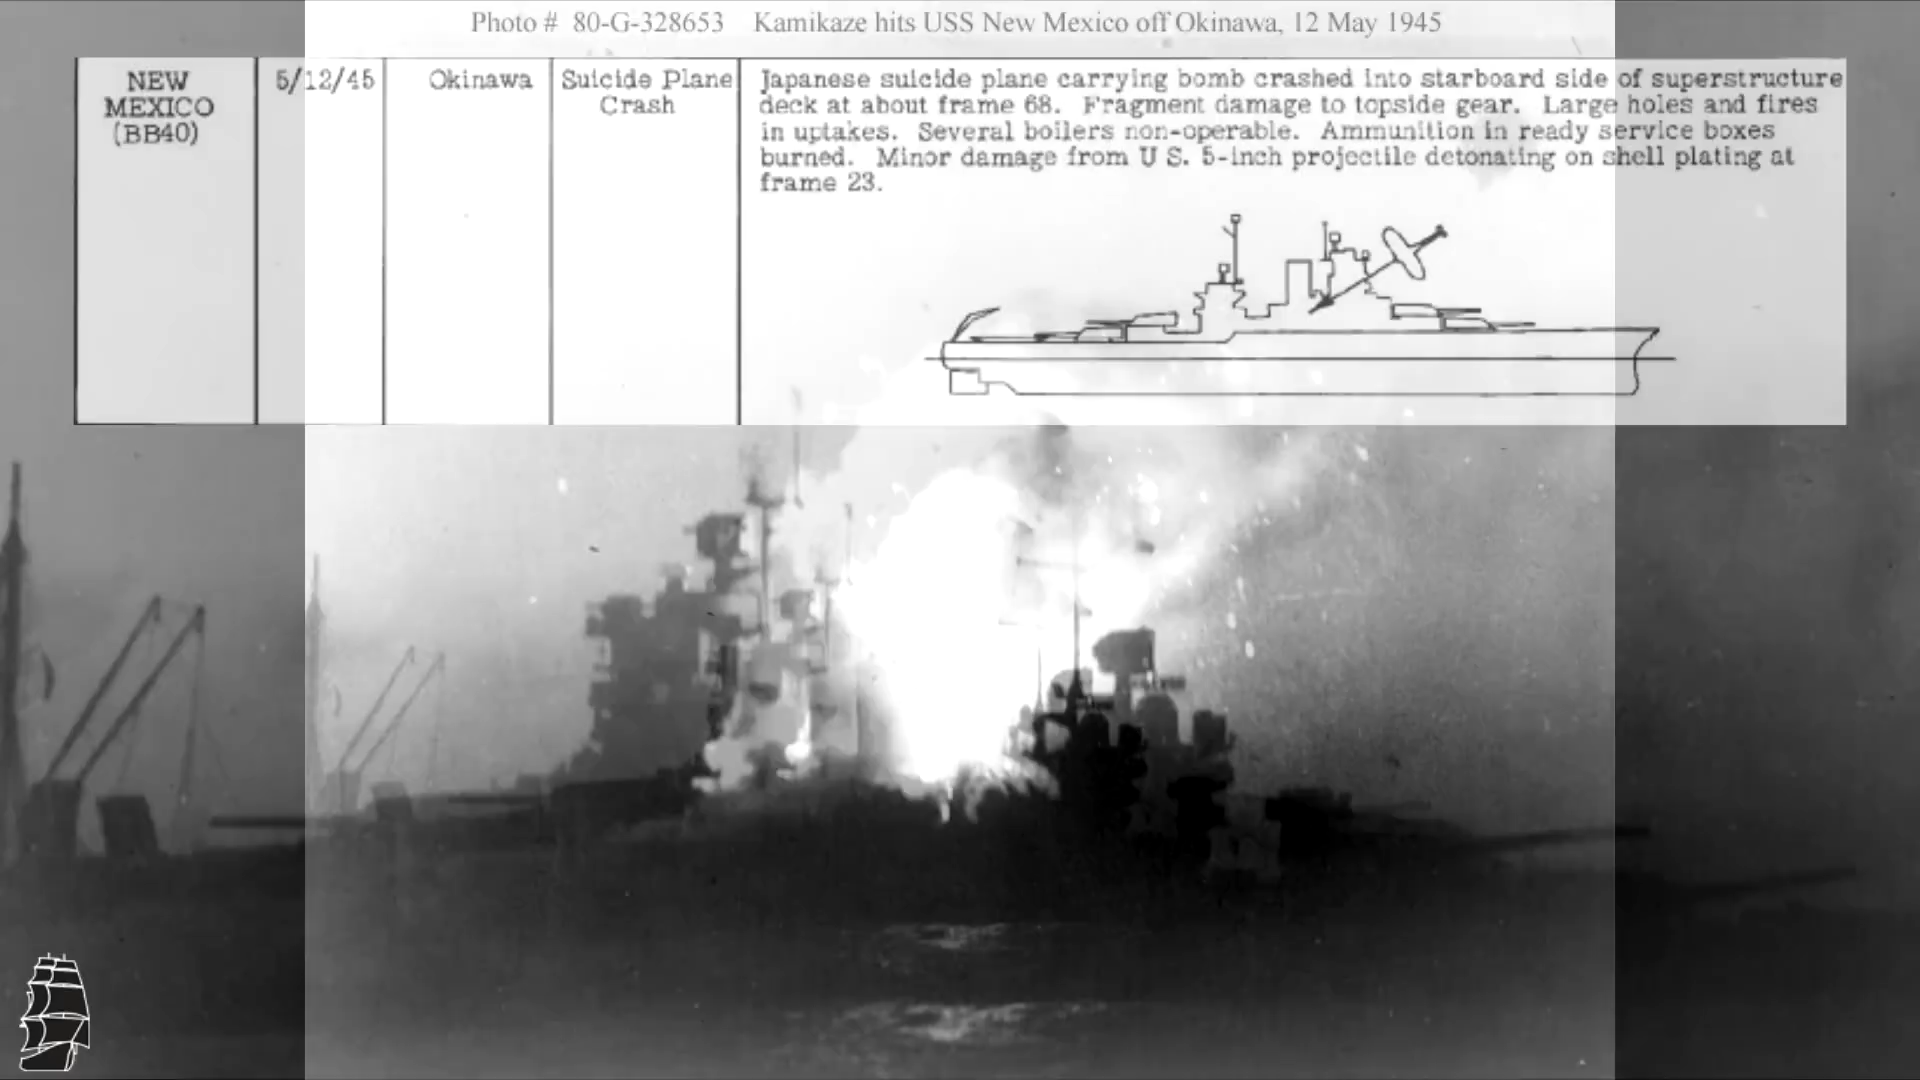 Photo # 80-G-328653 Kamikaze hits USS New Mexico off Okinawa, 12 May 1945
NEW
MEXICO
(BB40)
5/12/45
Okinawa
Suicide Plane
Crash
Japanese suicide plane carrying bomb crashed into starboard side of superstructure
deck at about frame 68. Fragment damage to topside gear. Large holes and fires
in uptakes. Several boilers non-operable. Ammunition in ready service boxes
burned. Minor damage from U S. 5-inch projectile detonating on shell plating at
frame 23.